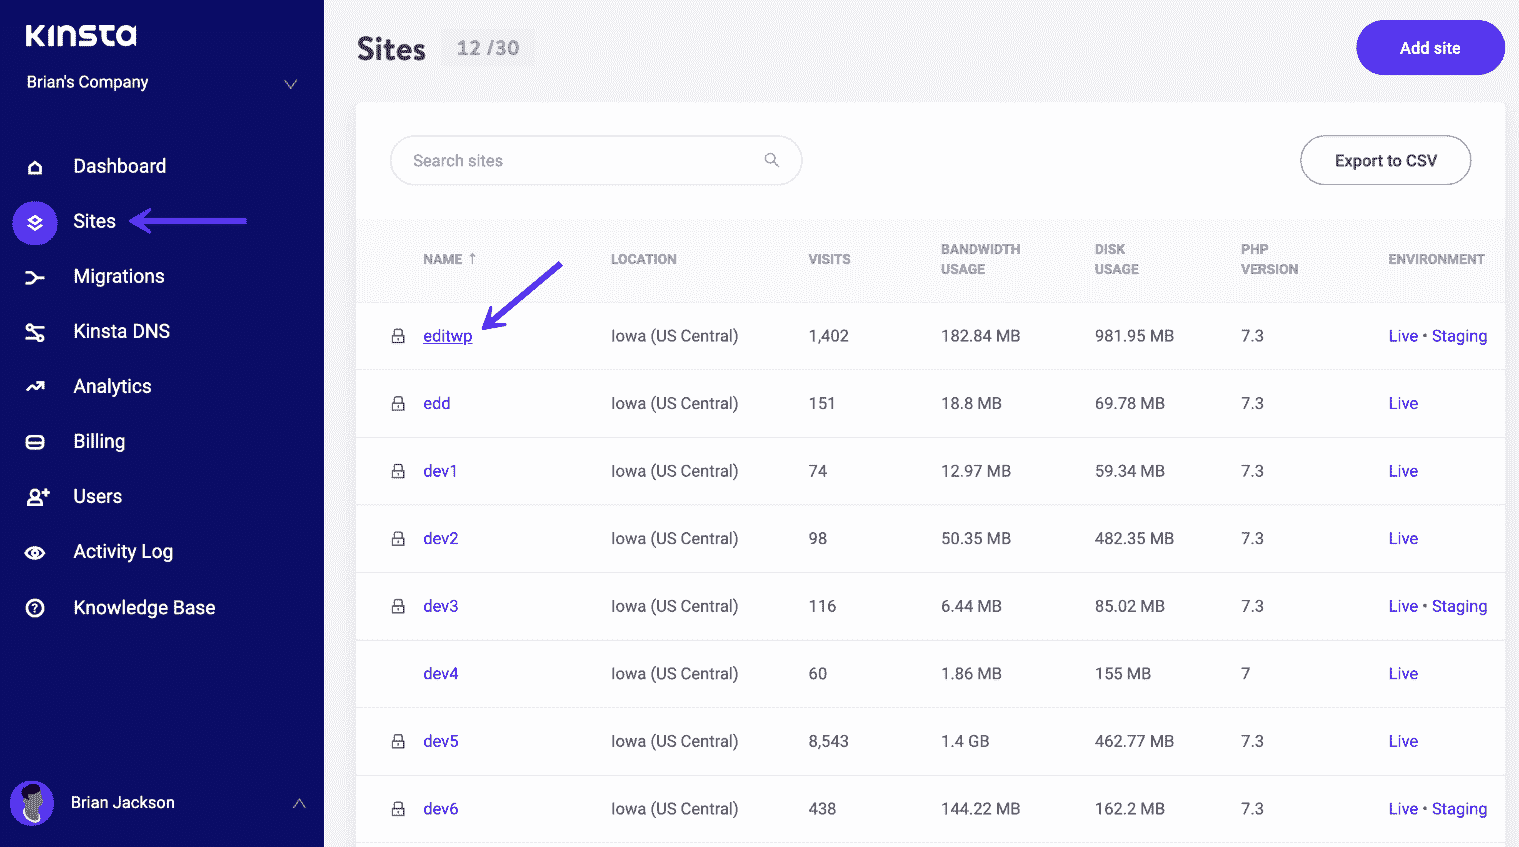 Kinsta
Brian's Company
Dashboard
Sites
Migrations
Kinsta DNS
Analytics
Billing
Users
Activity Log
Knowledge Base
Brian Jackson
Sites 12 /30 Add site
Search sites Export to CSV
NAME ↑ LOCATION VISITS BANDWIDTH USAGE DISK USAGE PHP VERSION ENVIRONMENT
editwp Iowa (US Central) 1,402 182.84 MB 981.95 MB 7.3 Live • Staging
edd Iowa (US Central) 151 18.8 MB 69.78 MB 7.3 Live
dev1 Iowa (US Central) 74 12.97 MB 59.34 MB 7.3 Live
dev2 Iowa (US Central) 98 50.35 MB 482.35 MB 7.3 Live
dev3 Iowa (US Central) 116 6.44 MB 85.02 MB 7.3 Live • Staging
dev4 Iowa (US Central) 60 1.86 MB 155 MB 7 Live
dev5 Iowa (US Central) 8,543 1.4 GB 462.77 MB 7.3 Live
dev6 Iowa (US Central) 438 144.22 MB 162.2 MB 7.3 Live • Staging